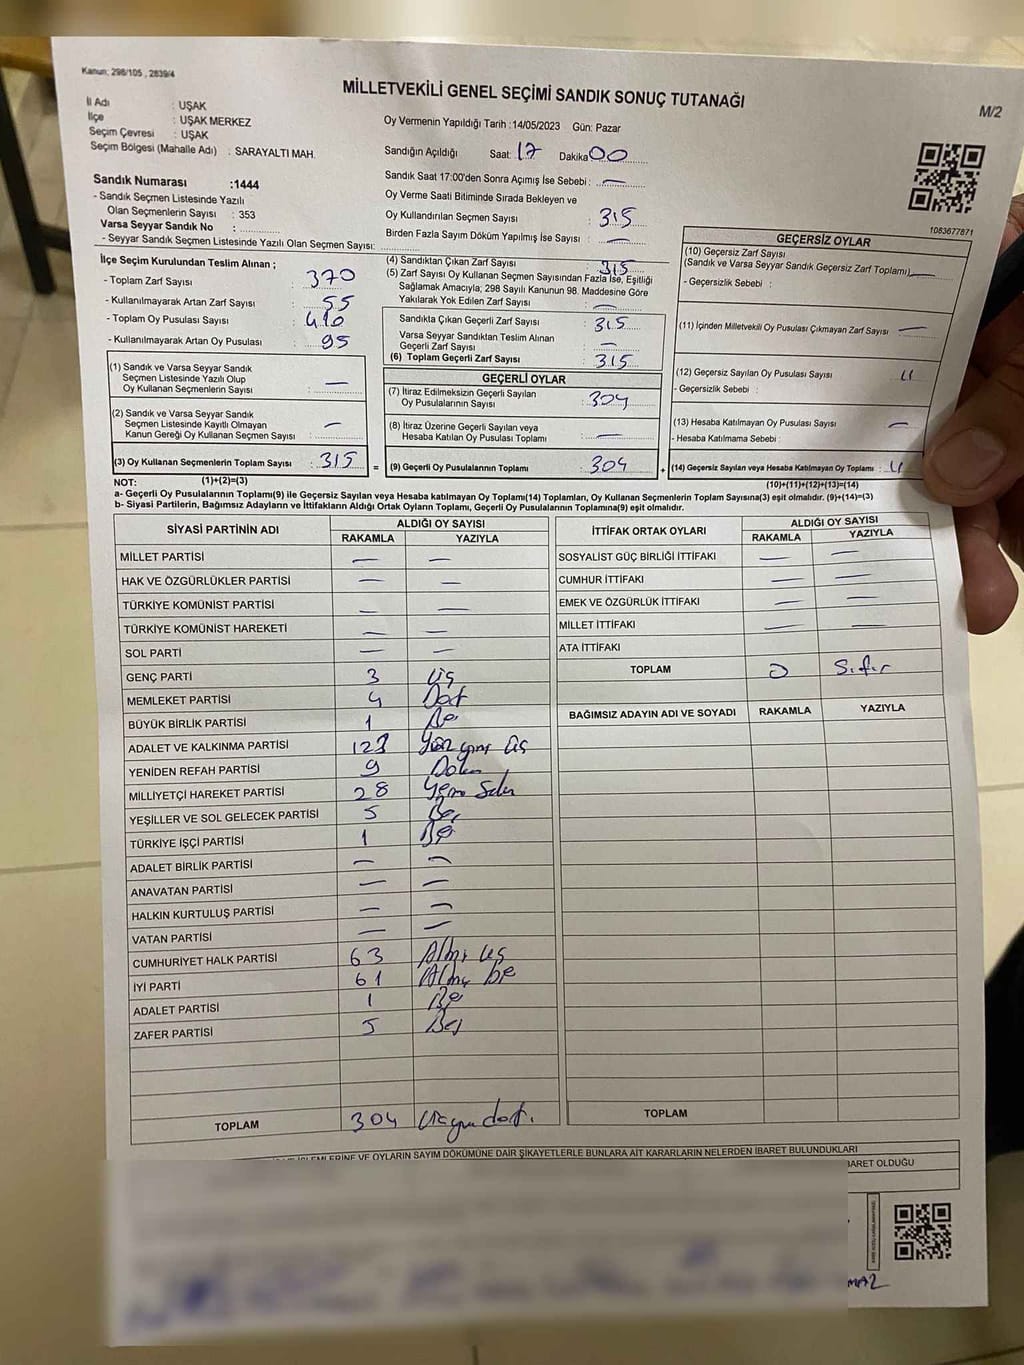 Kanun; 298/105 , 2839/4
MİLLETVEKİLİ GENEL SEÇİMİ SANDIK SONUÇ TUTANAĞI
M/2
İl Adı : UŞAK
İlçe : UŞAK MERKEZ
Seçim Çevresi : UŞAK
Seçim Bölgesi (Mahalle Adı) : SARAYALTI MAH.
Sandık Numarası :1444
- Sandık Seçmen Listesinde Yazılı
Olan Seçmenlerin Sayısı : 353
Varsa Seyyar Sandık No :
- Seyyar Sandık Seçmen Listesinde Yazılı Olan Seçmen Sayısı:
Oy Vermenin Yapıldığı Tarih :14/05/2023 Gün: Pazar
Sandığın Açıldığı Saat: 17 Dakika 00
Sandık Saat 17:00'den Sonra Açımış İse Sebebi : —
Oy Verme Saati Bitiminde Sırada Bekleyen ve
Oy Kullandırılan Seçmen Sayısı : 315
Birden Fazla Sayım Döküm Yapılmış İse Sayısı : —
1083677871
İlçe Seçim Kurulundan Teslim Alınan ;
- Toplam Zarf Sayısı : 370
- Kullanılmayarak Artan Zarf Sayısı : 55
- Toplam Oy Pusulası Sayısı : 410
- Kullanılmayarak Artan Oy Pusulası : 95
(1) Sandık ve Varsa Seyyar Sandık
Seçmen Listesinde Yazılı Olup
Oy Kullanan Seçmenlerin Sayısı : —
(2) Sandık ve Varsa Seyyar Sandık
Seçmen Listesinde Kayıtlı Olmayan
Kanun Gereği Oy Kullanan Seçmen Sayısı : —
(3) Oy Kullanan Seçmenlerin Toplam Sayısı : 315
(4) Sandıktan Çıkan Zarf Sayısı : 315
(5) Zarf Sayısı Oy Kullanan Seçmen Sayısından Fazla İse, Eşitliği
Sağlamak Amacıyla; 298 Sayılı Kanunun 98. Maddesine Göre
Yakılarak Yok Edilen Zarf Sayısı : —
Sandıkta Çıkan Geçerli Zarf Sayısı : 315
Varsa Seyyar Sandıktan Teslim Alınan
Geçerli Zarf Sayısı : —
(6) Toplam Geçerli Zarf Sayısı : 315
GEÇERLİ OYLAR
(7) İtiraz Edilmeksizin Geçerli Sayılan
Oy Pusulalarının Sayısı : 304
(8) İtiraz Üzerine Geçerli Sayılan veya
Hesaba Katılan Oy Pusulası Toplamı : —
= (9) Geçerli Oy Pusulalarının Toplamı : 304
GEÇERSİZ OYLAR
(10) Geçersiz Zarf Sayısı
(Sandık ve Varsa Seyyar Sandık Geçersiz Zarf Toplamı) —
- Geçersizlik Sebebi :
(11) İçinden Milletvekili Oy Pusulası Çıkmayan Zarf Sayısı —
(12) Geçersiz Sayılan Oy Pusulası Sayısı 11
- Geçersizlik Sebebi :
(13) Hesaba Katılmayan Oy Pusulası Sayısı —
- Hesaba Katılmama Sebebi :
+ (14) Geçersiz Sayılan veya Hesaba Katılmayan Oy Toplamı : 11
NOT: (1)+(2)=(3) (10)+(11)+(12)+(13)=(14)
a- Geçerli Oy Pusulalarının Toplamı(9) ile Geçersiz Sayılan veya Hesaba katılmayan Oy Toplamı(14) Toplamları, Oy Kullanan Seçmenlerin Toplam Sayısına(3) eşit olmalıdır. (9)+(14)=(3)
b- Siyasi Partilerin, Bağımsız Adayların ve İttifakların Aldığı Ortak Oyların Toplamı, Geçerli Oy Pusulalarının Toplamına(9) eşit olmalıdır.
SİYASİ PARTİNİN ADI ALDIĞI OY SAYISI
RAKAMLA YAZIYLA
MİLLET PARTİSİ — —
HAK VE ÖZGÜRLÜKLER PARTİSİ — —
TÜRKİYE KOMÜNİST PARTİSİ — —
TÜRKİYE KOMÜNİST HAREKETİ — —
SOL PARTİ — —
GENÇ PARTİ 3 Üç
MEMLEKET PARTİSİ 4 Dört
BÜYÜK BİRLİK PARTİSİ 1
ADALET VE KALKINMA PARTİSİ 123
YENİDEN REFAH PARTİSİ 9
MİLLİYETÇİ HAREKET PARTİSİ 28
YEŞİLLER VE SOL GELECEK PARTİSİ 5 Beş
TÜRKİYE İŞÇİ PARTİSİ 1
ADALET BİRLİK PARTİSİ — —
ANAVATAN PARTİSİ — —
HALKIN KURTULUŞ PARTİSİ — —
VATAN PARTİSİ — —
CUMHURİYET HALK PARTİSİ 63
İYİ PARTİ 61
ADALET PARTİSİ 1
ZAFER PARTİSİ 5 Beş
TOPLAM 304
İTTİFAK ORTAK OYLARI ALDIĞI OY SAYISI
RAKAMLA YAZIYLA
SOSYALİST GÜÇ BİRLİĞİ İTTİFAKI — —
CUMHUR İTTİFAKI — —
EMEK VE ÖZGÜRLÜK İTTİFAKI — —
MİLLET İTTİFAKI — —
ATA İTTİFAKI
TOPLAM 0 Sıfır
BAĞIMSIZ ADAYIN ADI VE SOYADI RAKAMLA YAZIYLA
TOPLAM
İŞLEMLERİNE VE OYLARIN SAYIM DÖKÜMÜNE DAİR ŞİKAYETLERLE BUNLARA AİT KARARLARIN NELERDEN İBARET BULUNDUKLARI
BARET OLDUĞU